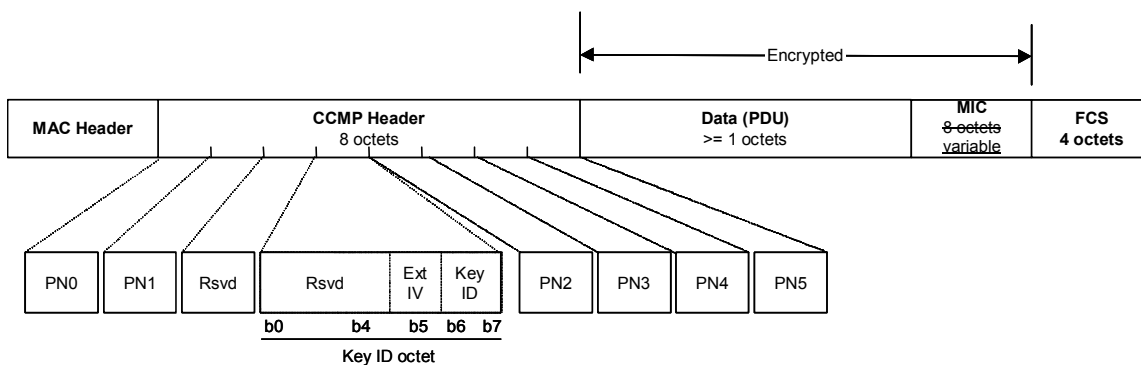 Encrypted
MAC Header
CCMP Header
8 octets
Data (PDU)
>= 1 octets
MIC
8 octets
variable
FCS
4 octets
PN0
PN1
Rsvd
Rsvd
Ext
IV
Key
ID
PN2
PN3
PN4
PN5
b0 b4 b5 b6 b7
Key ID octet